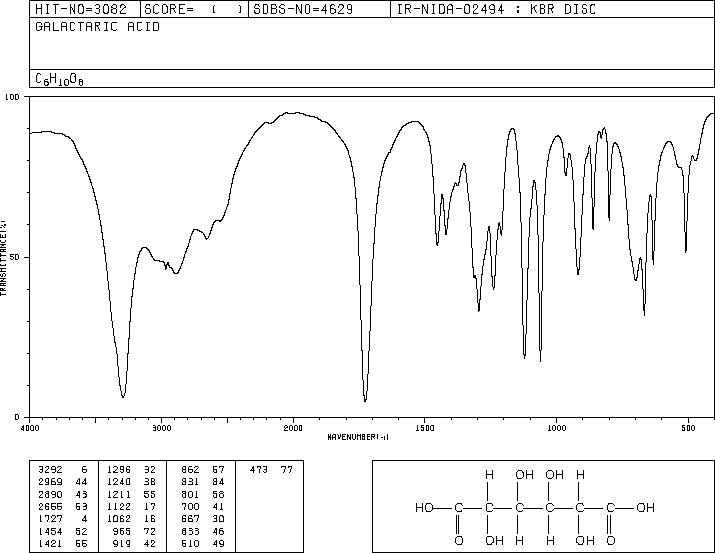 HIT-NO=3082 SCORE= ( ) SDBS-NO=4629 IR-NIDA-02494 : KBR DISC
GALACTARIC ACID
C6H10O8
100
50
0
TRANSMITTANCE(%)
4000 3000 2000 1500 1000 500
WAVENUMBER(-1)
3292 6 1296 32 862 57 473 77
2969 44 1240 38 831 84
2890 43 1211 55 801 58
2655 53 1122 17 700 41
1727 4 1062 16 667 30
1454 52 965 72 633 46
1421 55 919 42 510 49
H OH OH H
HO C C C C C C OH
O OH H H OH O